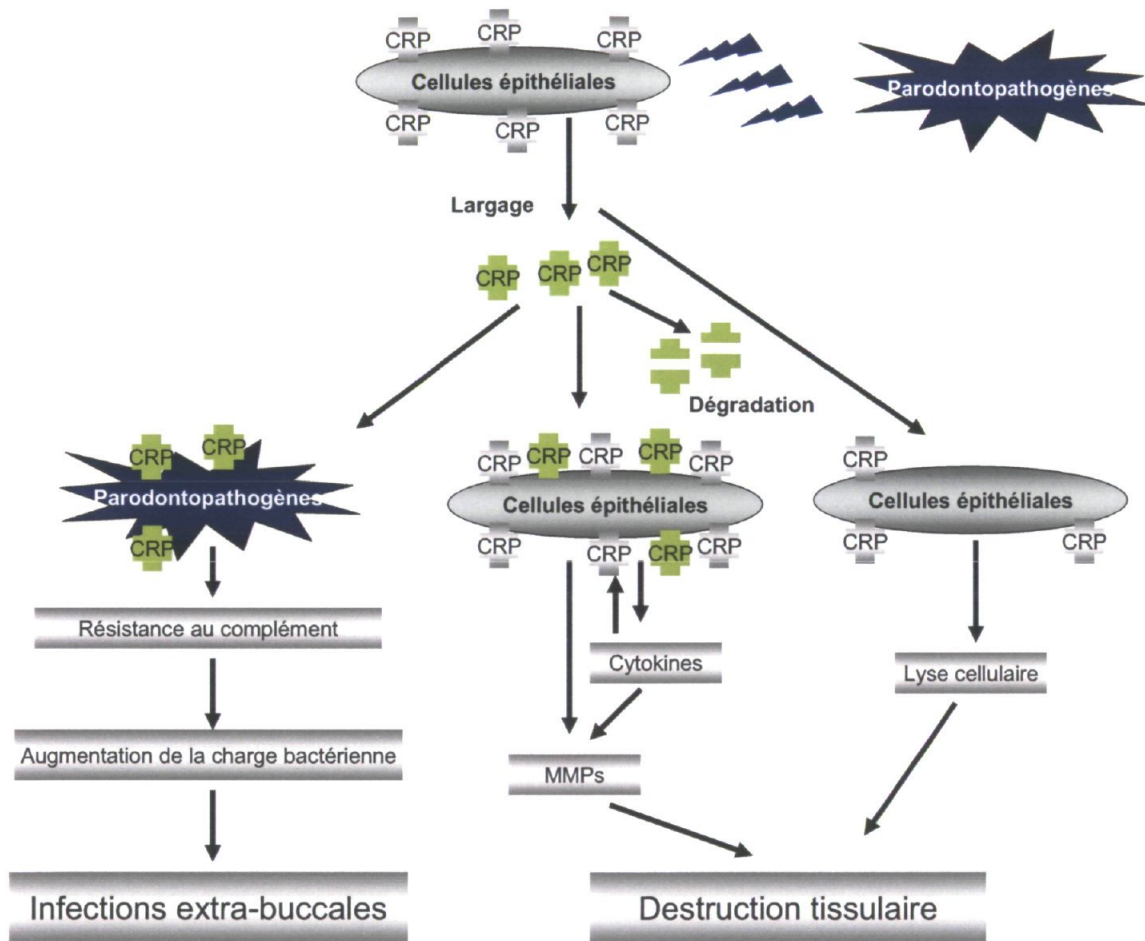 CRP
CRP
CRP
Cellules épithéliales
Parodontopathogènes
CRP
CRP
CRP
Largage
CRP
CRP
CRP
Dégradation
CRP
CRP
Parodontopathogènes
CRP
CRP
CRP
CRP
CRP
CRP
Cellules épithéliales
CRP
CRP
CRP
CRP
CRP
Cellules épithéliales
CRP
CRP
Résistance au complément
Cytokines
Lyse cellulaire
Augmentation de la charge bactérienne
MMPs
Infections extra-buccales
Destruction tissulaire